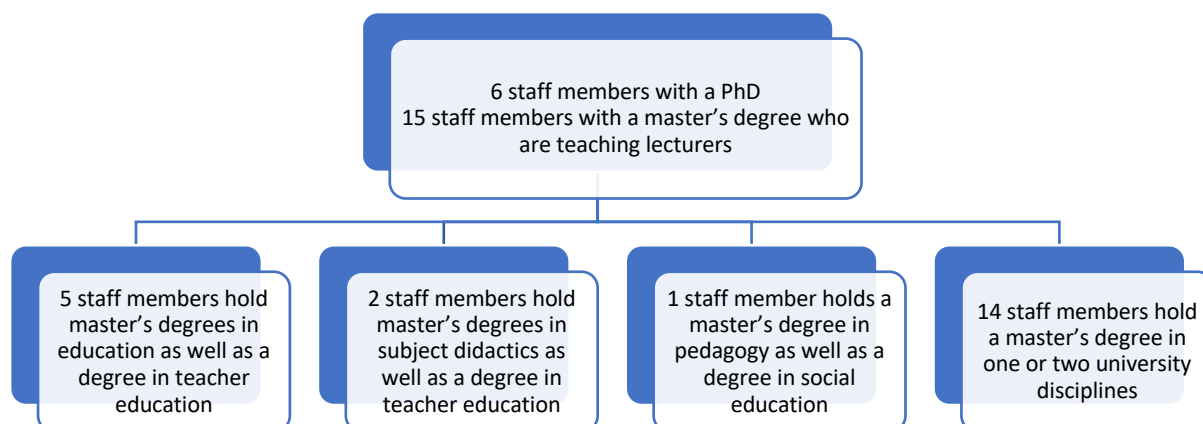 6 staff members with a PhD
15 staff members with a master’s degree who
are teaching lecturers
5 staff members hold
master’s degrees in
education as well as a
degree in teacher
education
2 staff members hold
master’s degrees in
subject didactics as
well as a degree in
teacher education
1 staff member holds a
master’s degree in
pedagogy as well as a
degree in social
education
14 staff members hold
a master’s degree in
one or two university
disciplines